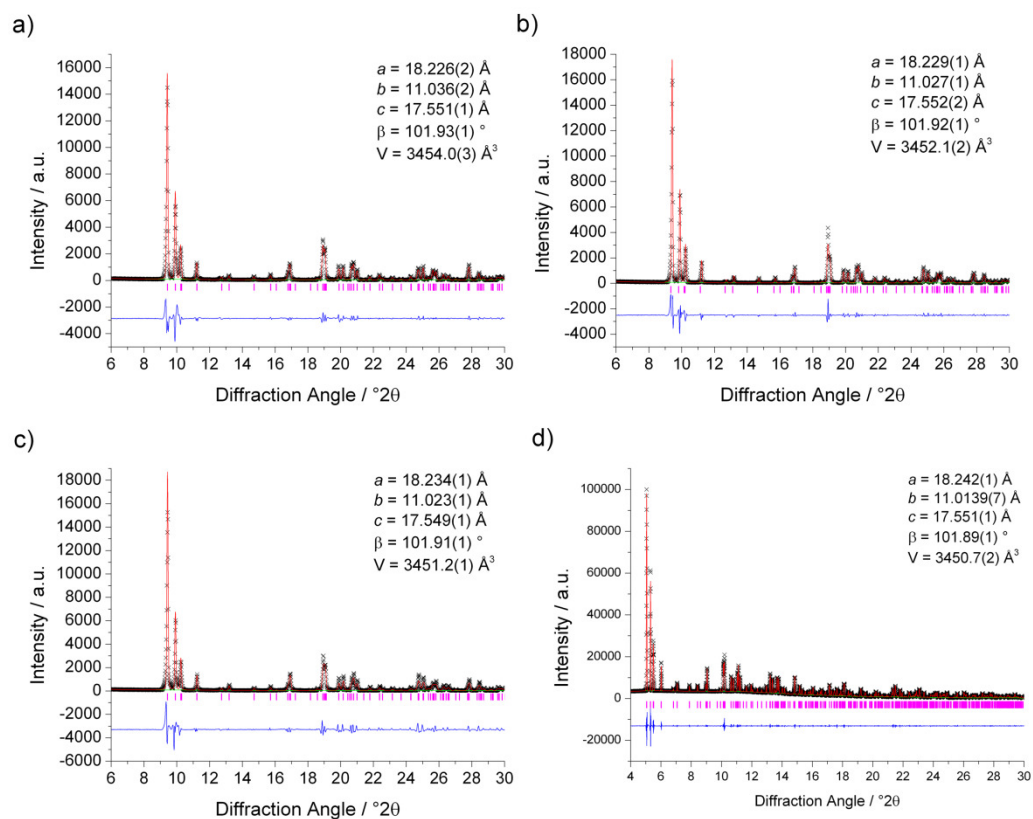 a)
a = 18.226(2) Å
b = 11.036(2) Å
c = 17.551(1) Å
β = 101.93(1) °
V = 3454.0(3) Å³
16000
14000
12000
10000
8000
6000
4000
2000
0
-2000
-4000
Intensity / a.u.
6 8 10 12 14 16 18 20 22 24 26 28 30
Diffraction Angle / °2θ
b)
a = 18.229(1) Å
b = 11.027(1) Å
c = 17.552(2) Å
β = 101.92(1) °
V = 3452.1(2) Å³
18000
16000
14000
12000
10000
8000
6000
4000
2000
0
-2000
-4000
Intensity / a.u.
6 8 10 12 14 16 18 20 22 24 26 28 30
Diffraction Angle / °2θ
c)
a = 18.234(1) Å
b = 11.023(1) Å
c = 17.549(1) Å
β = 101.91(1) °
V = 3451.2(1) Å³
18000
16000
14000
12000
10000
8000
6000
4000
2000
0
-2000
-4000
-6000
Intensity / a.u.
6 8 10 12 14 16 18 20 22 24 26 28 30
Diffraction Angle / °2θ
d)
a = 18.242(1) Å
b = 11.0139(7) Å
c = 17.551(1) Å
β = 101.89(1) °
V = 3450.7(2) Å³
100000
80000
60000
40000
20000
0
-20000
Intensity / a.u.
4 6 8 10 12 14 16 18 20 22 24 26 28 30
Diffraction Angle / °2θ